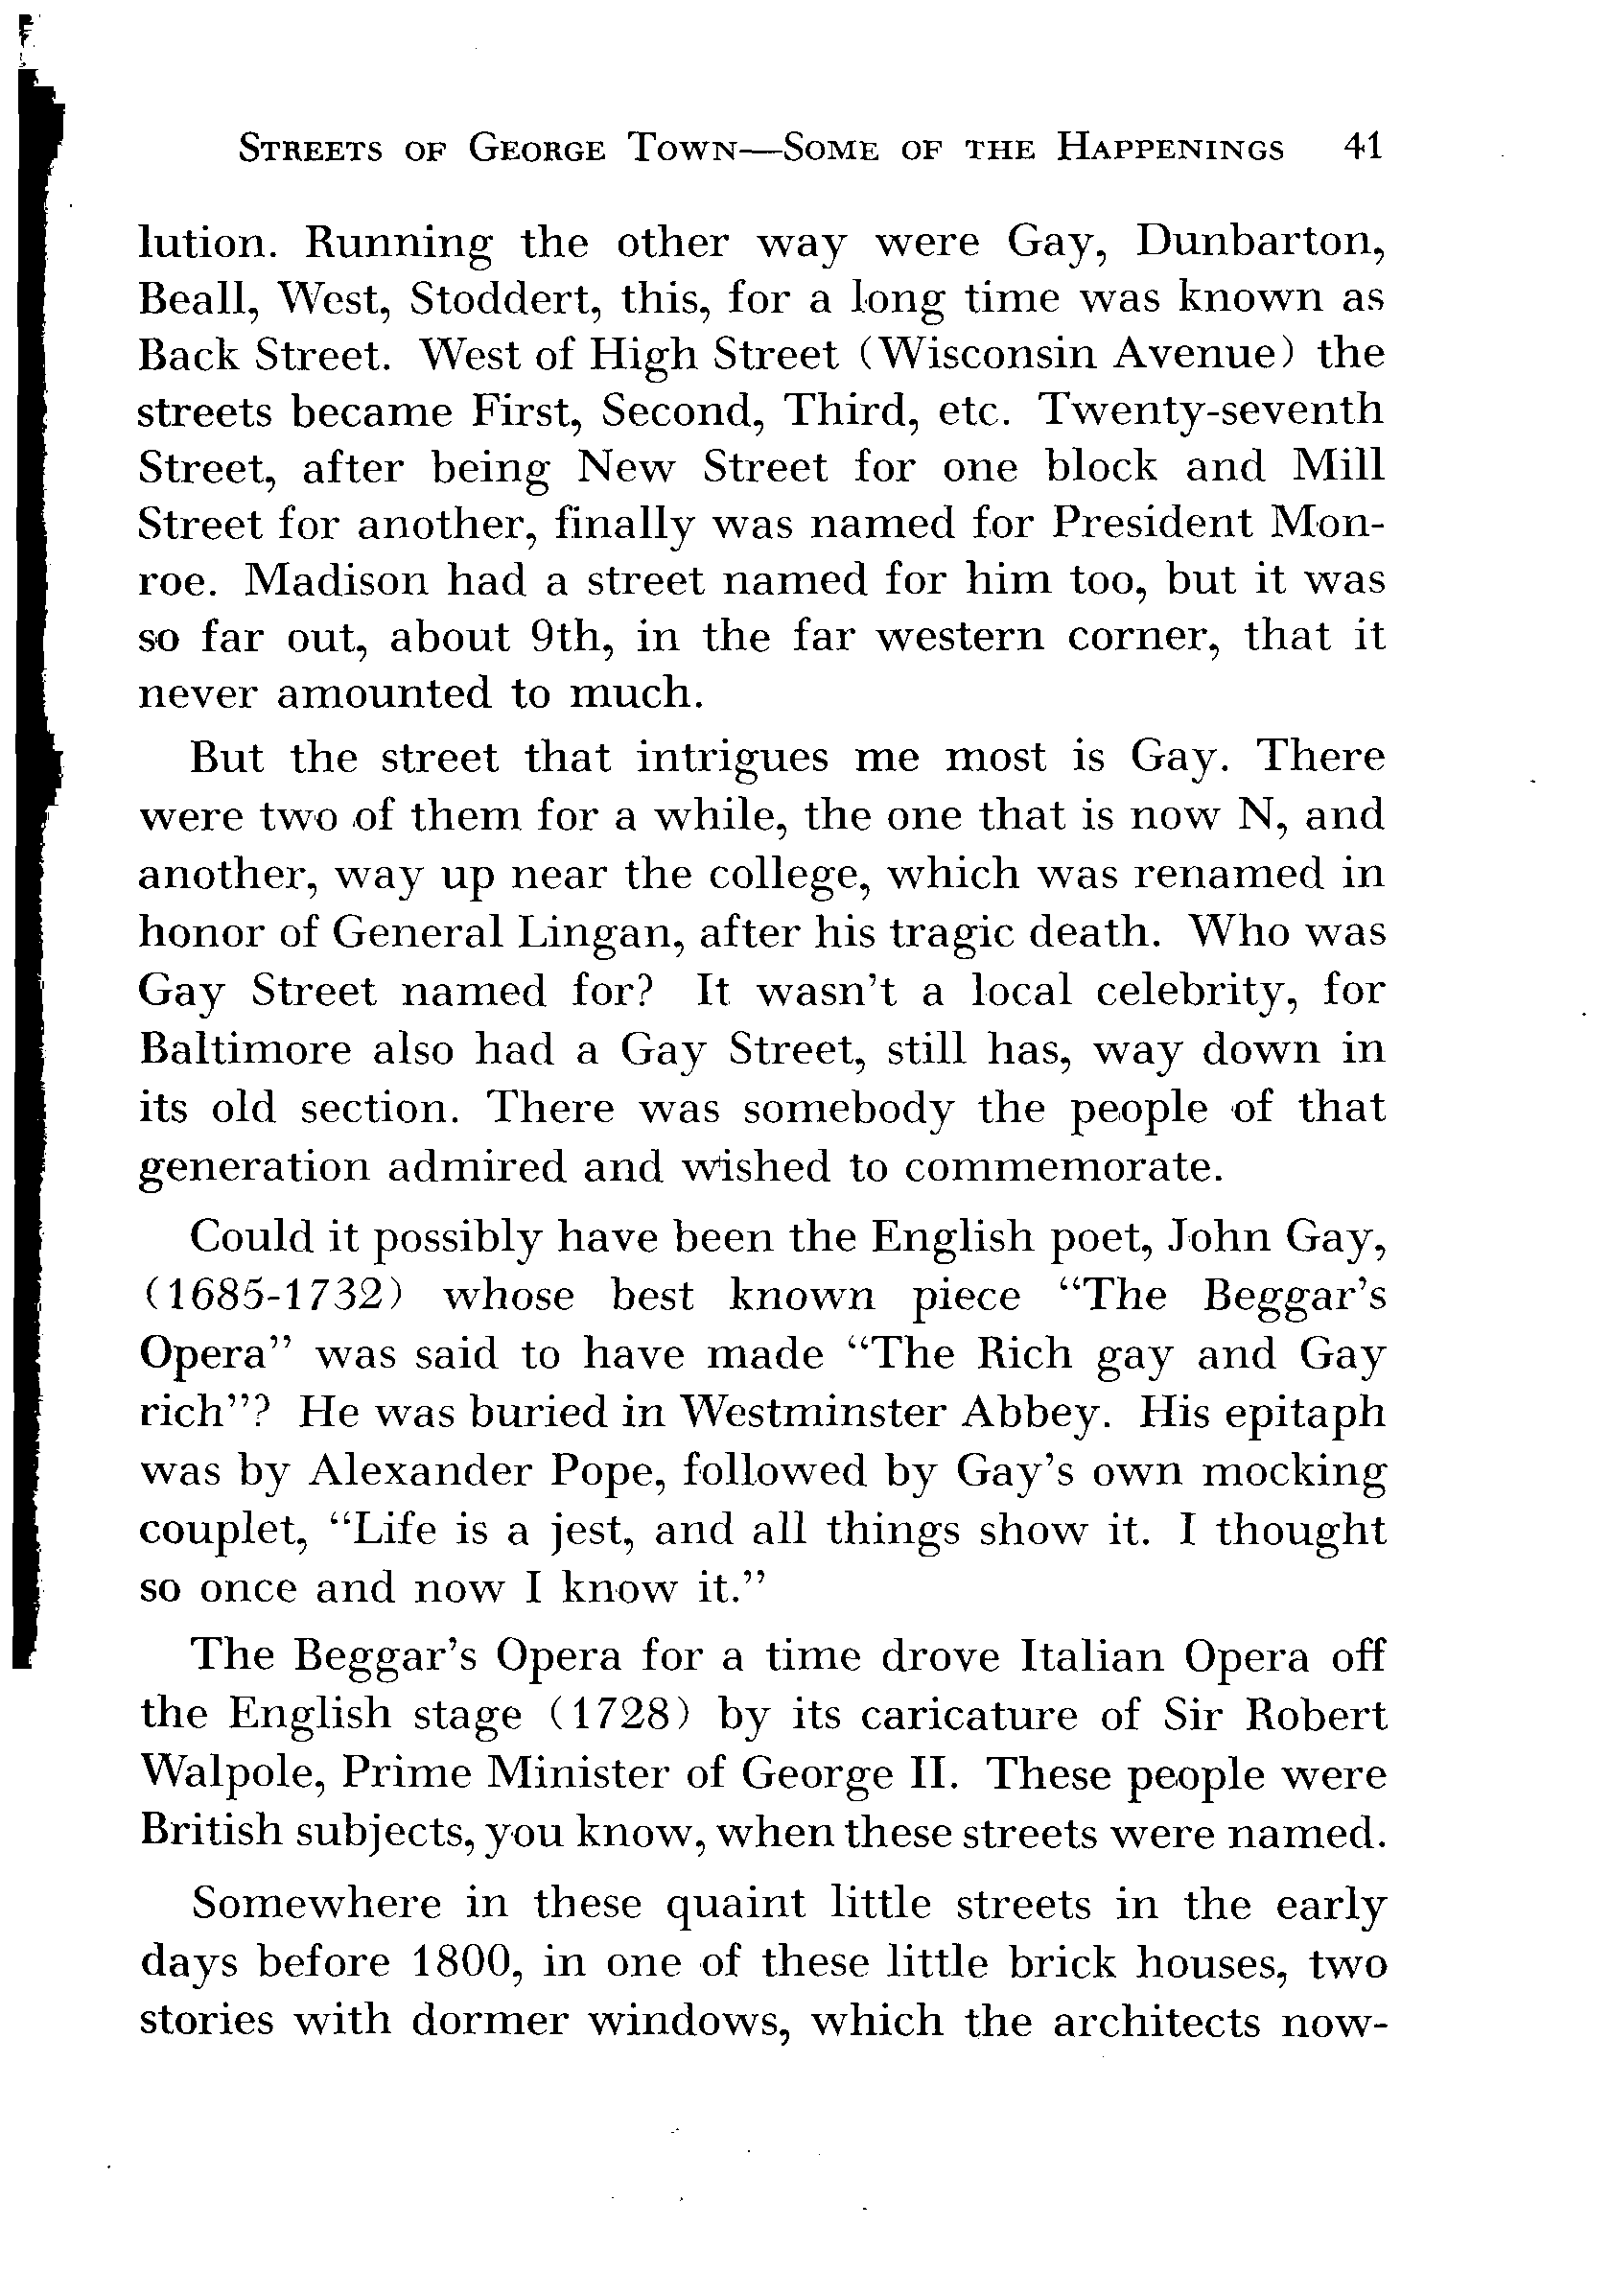 STREETS OF GEORGE TOWN—SOME OF THE HAPPENINGS 41
lution. Running the other way were Gay, Dunbarton,
Beall, West, Stoddert, this, for a long time was known as
Back Street. West of High Street (Wisconsin Avenue) the
streets became First, Second, Third, etc. Twenty-seventh
Street, after being New Street for one block and Mill
Street for another, finally was named for President Mon-
roe. Madison had a street named for him too, but it was
so far out, about 9th, in the far western corner, that it
never amounted to much.
But the street that intrigues me most is Gay. There
were two of them for a while, the one that is now N, and
another, way up near the college, which was renamed in
honor of General Lingan, after his tragic death. Who was
Gay Street named for? It wasn't a local celebrity, for
Baltimore also had a Gay Street, still has, way down in
its old section. There was somebody the people of that
generation admired and wished to commemorate.
Could it possibly have been the English poet, John Gay,
(1685-1732) whose best known piece “The Beggar's
Opera” was said to have made “The Rich gay and Gay
rich”? He was buried in Westminster Abbey. His epitaph
was by Alexander Pope, followed by Gay's own mocking
couplet, “Life is a jest, and all things show it. I thought
so once and now I know it.”
The Beggar's Opera for a time drove Italian Opera off
the English stage (1728) by its caricature of Sir Robert
Walpole, Prime Minister of George II. These people were
British subjects, you know, when these streets were named.
Somewhere in these quaint little streets in the early
days before 1800, in one of these little brick houses, two
stories with dormer windows, which the architects now-